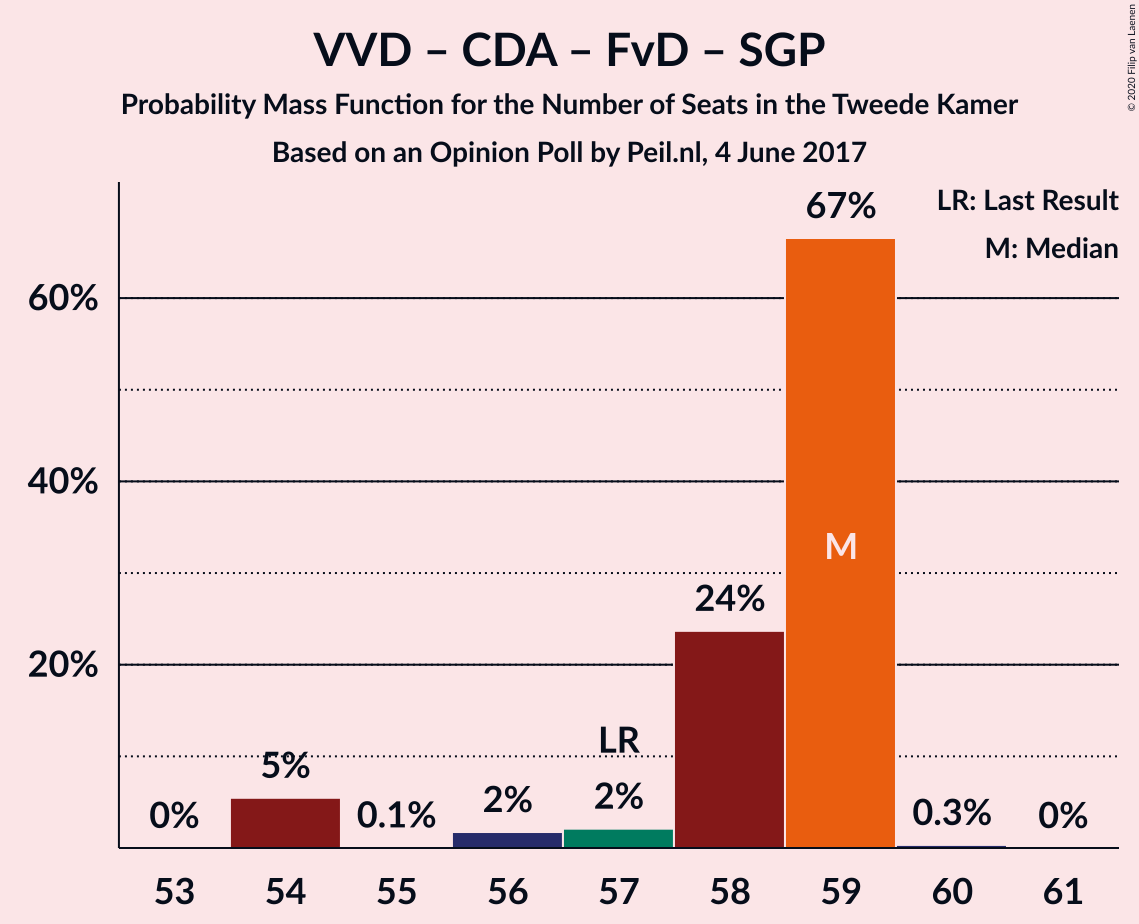 VVD – CDA – FvD – SGP
Probability Mass Function for the Number of Seats in the Tweede Kamer
Based on an Opinion Poll by Peil.nl, 4 June 2017
© 2020 Filip van Laenen
LR: Last Result
M: Median
60%
40%
20%
0%
5%
0.1%
2%
LR
2%
24%
67%
M
0.3%
0%
53 54 55 56 57 58 59 60 61